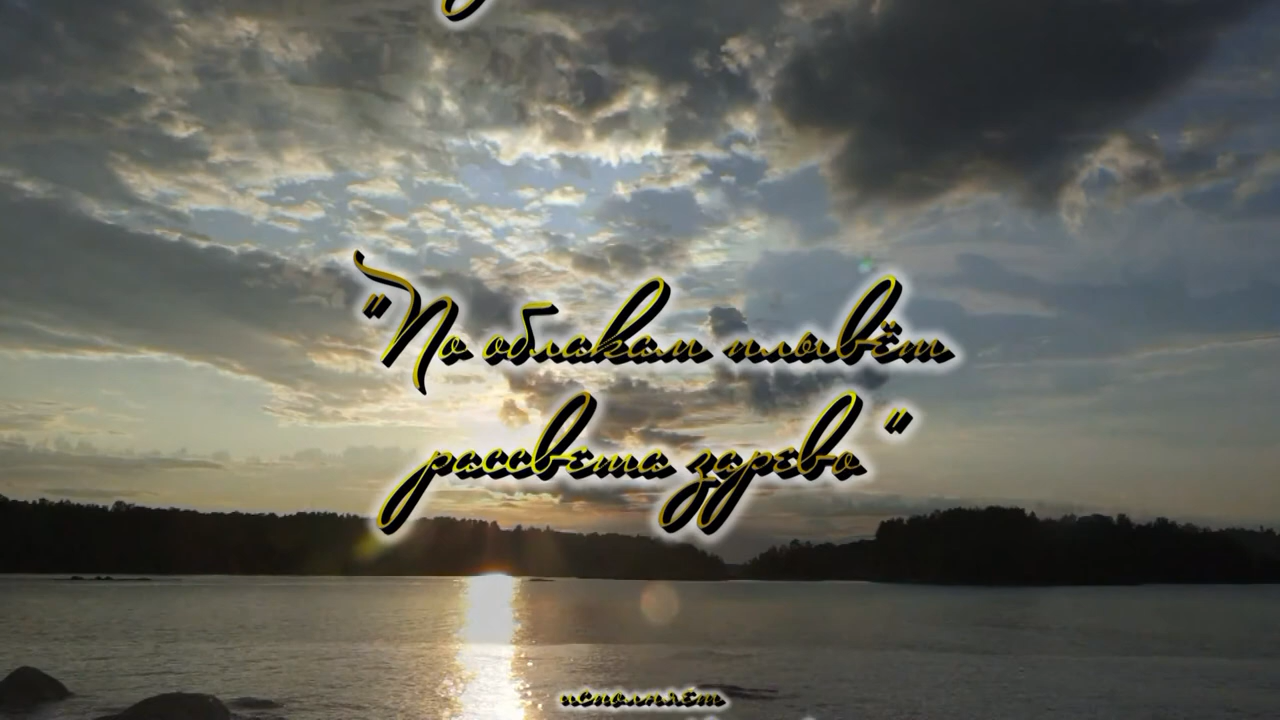 "По облакам плывёт
рассвета зарево"
исполняет